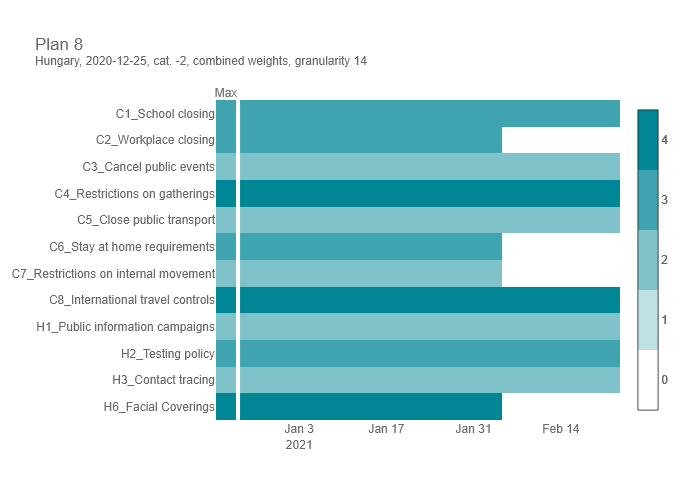 Plan 8
Hungary, 2020-12-25, cat. -2, combined weights, granularity 14
Max
C1_School closing
C2_Workplace closing
C3_Cancel public events
C4_Restrictions on gatherings
C5_Close public transport
C6_Stay at home requirements
C7_Restrictions on internal movement
C8_International travel controls
H1_Public information campaigns
H2_Testing policy
H3_Contact tracing
H6_Facial Coverings
Jan 3 Jan 17 Jan 31 Feb 14
2021
4
3
2
1
0